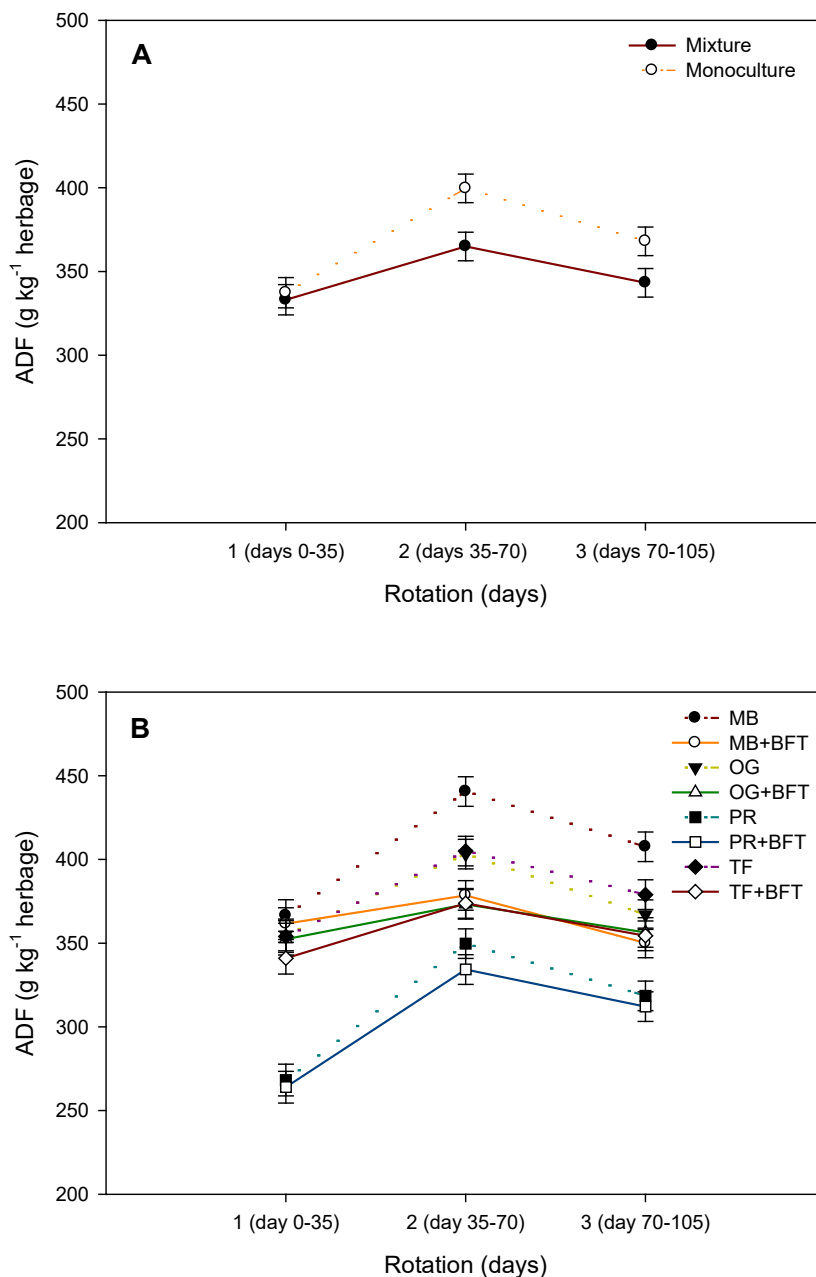 A
Mixture
Monoculture
500
450
400
350
300
250
200
ADF (g kg⁻¹ herbage)
1 (days 0-35) 2 (days 35-70) 3 (days 70-105)
Rotation (days)
B
MB
MB+BFT
OG
OG+BFT
PR
PR+BFT
TF
TF+BFT
500
450
400
350
300
250
200
ADF (g kg⁻¹ herbage)
1 (day 0-35) 2 (day 35-70) 3 (day 70-105)
Rotation (days)